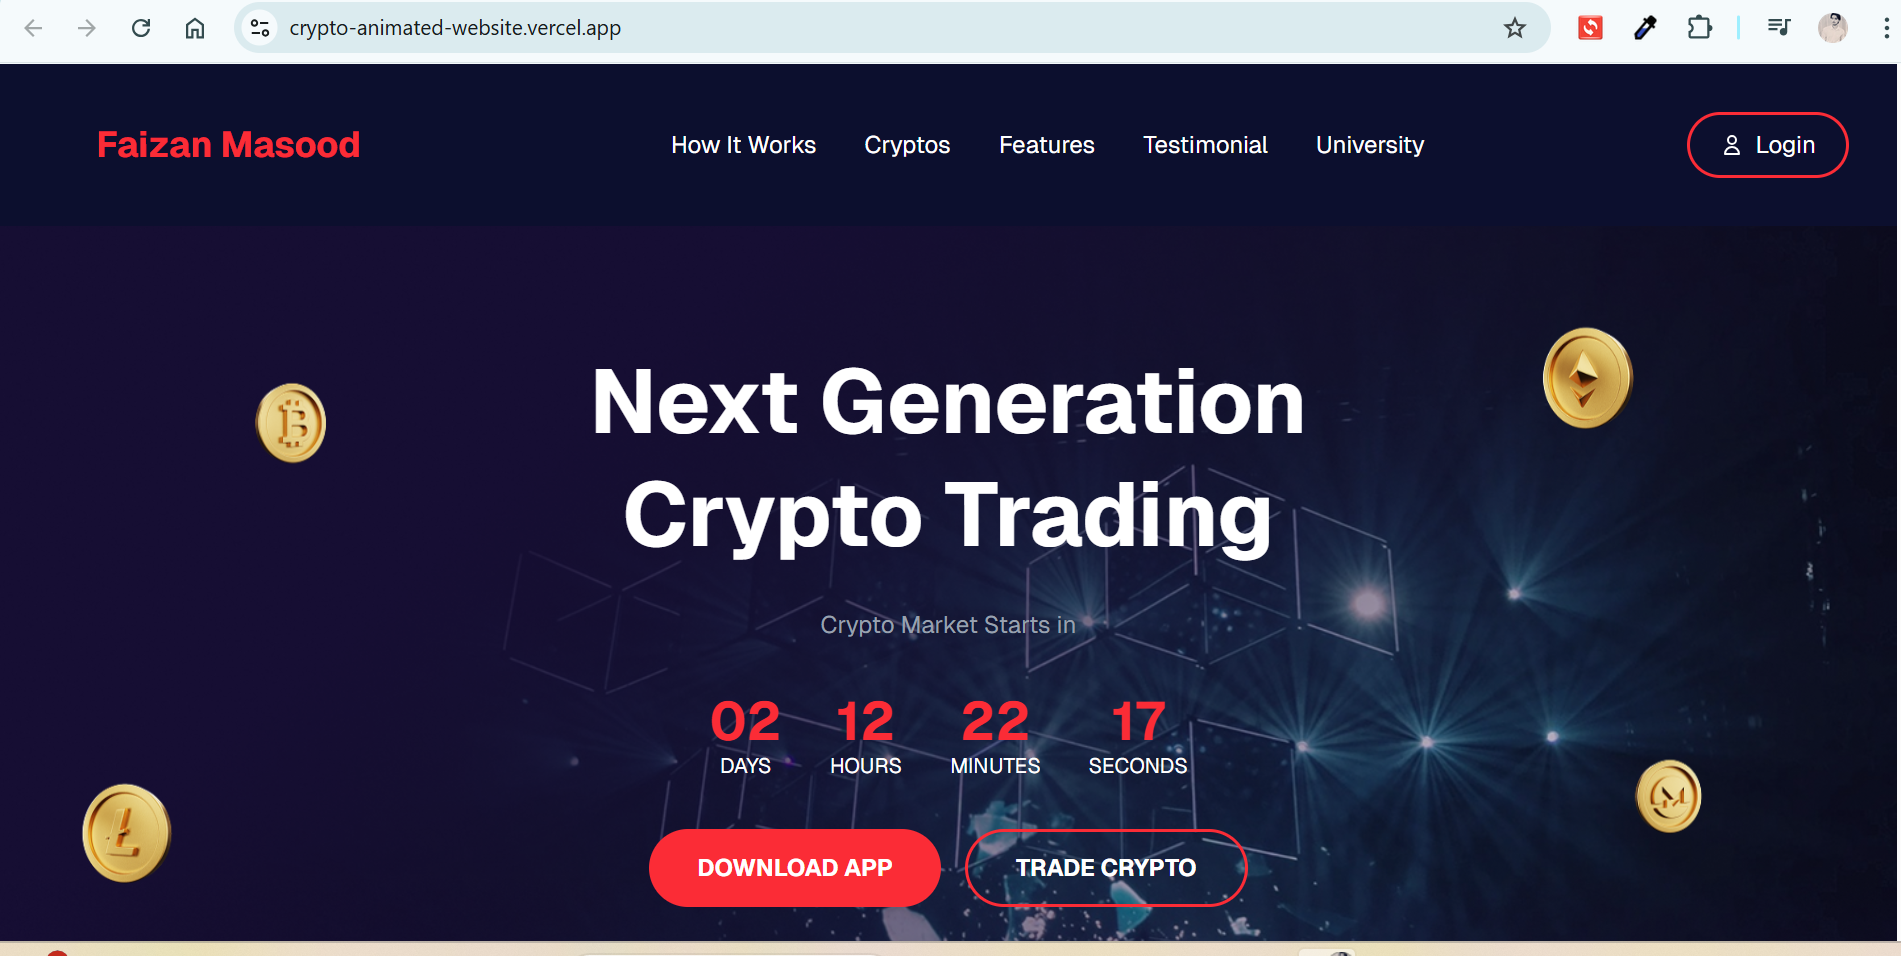 crypto-animated-website.vercel.app
Faizan Masood
How It Works Cryptos Features Testimonial University
Login
Next Generation
Crypto Trading
Crypto Market Starts in
02 12 22 17
DAYS HOURS MINUTES SECONDS
DOWNLOAD APP TRADE CRYPTO